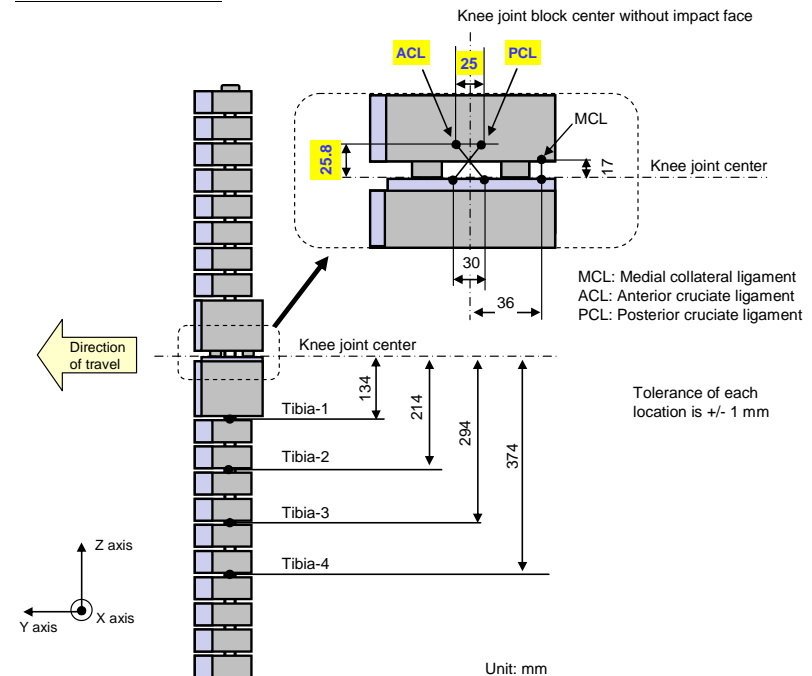 Knee joint block center without impact face
ACL
25
PCL
MCL
25.8
17
Knee joint center
30
36
MCL: Medial collateral ligament
ACL: Anterior cruciate ligament
PCL: Posterior cruciate ligament
Direction
of travel
Knee joint center
134
214
294
374
Tolerance of each
location is +/- 1 mm
Tibia-1
Tibia-2
Tibia-3
Tibia-4
Z axis
X axis
Y axis
Unit: mm